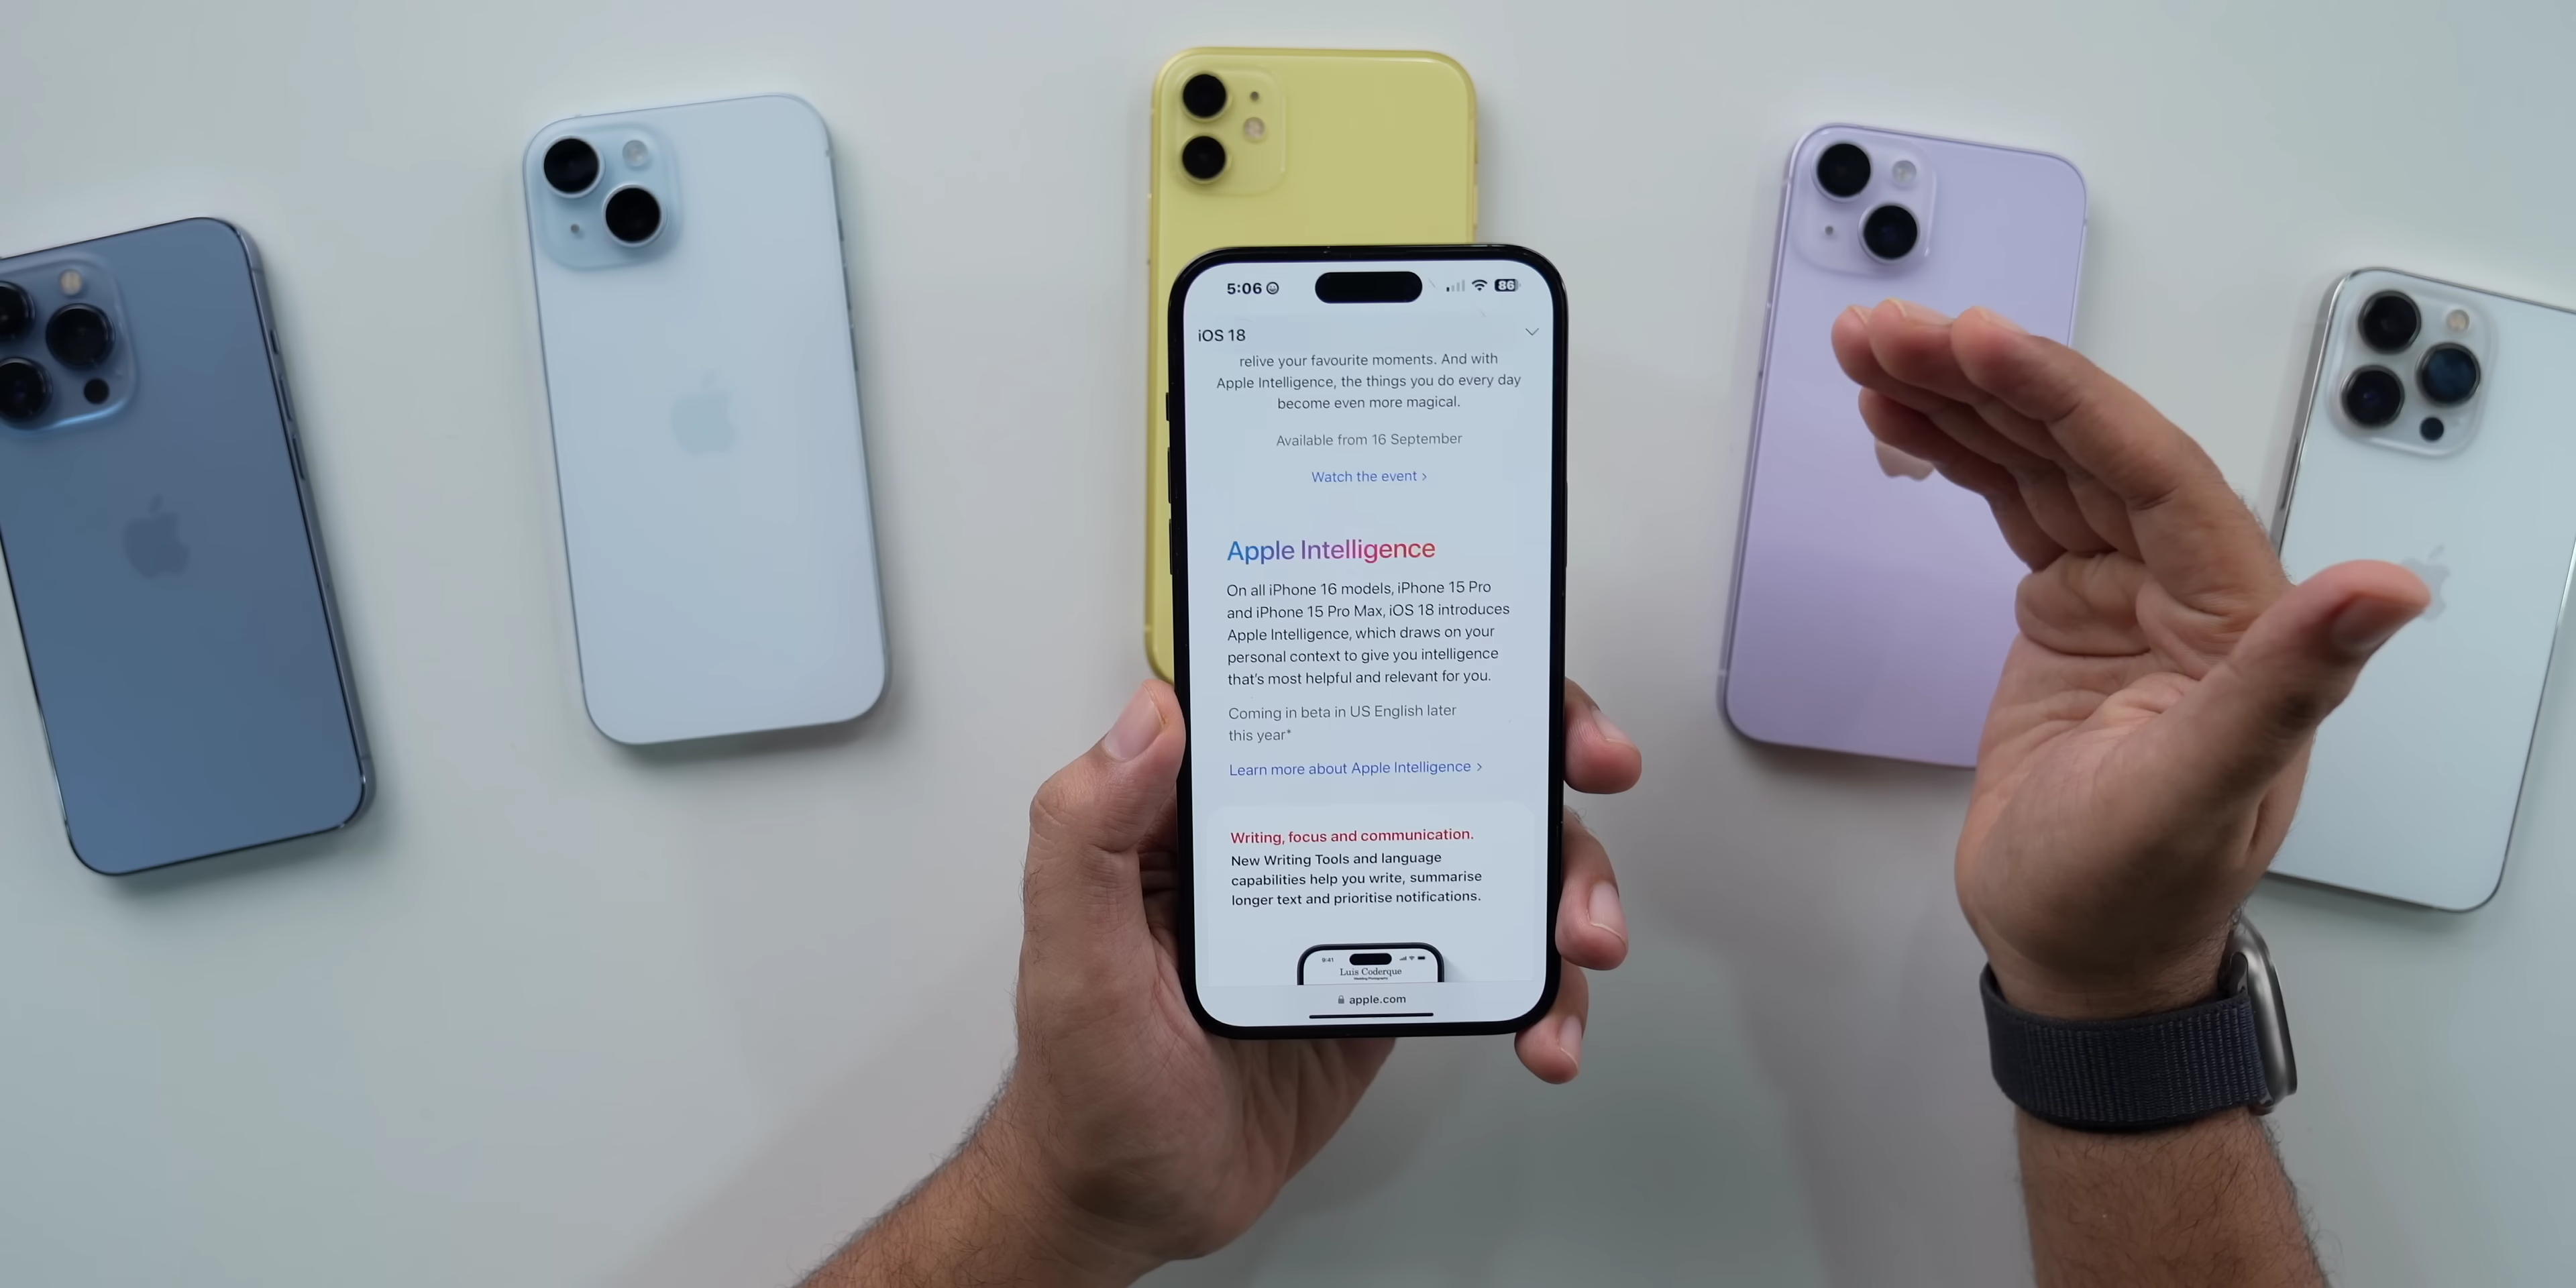 5:06
86
iOS 18
relive your favourite moments. And with
Apple Intelligence, the things you do every day
become even more magical.
Available from 16 September
Watch the event >
Apple Intelligence
On all iPhone 16 models, iPhone 15 Pro
and iPhone 15 Pro Max, iOS 18 introduces
Apple Intelligence, which draws on your
personal context to give you intelligence
that's most helpful and relevant for you.
Coming in beta in US English later
this year*
Learn more about Apple Intelligence >
Writing, focus and communication.
New Writing Tools and language
capabilities help you write, summarise
longer text and prioritise notifications.
9:41
Luis Coderque
Wedding Photography
apple.com